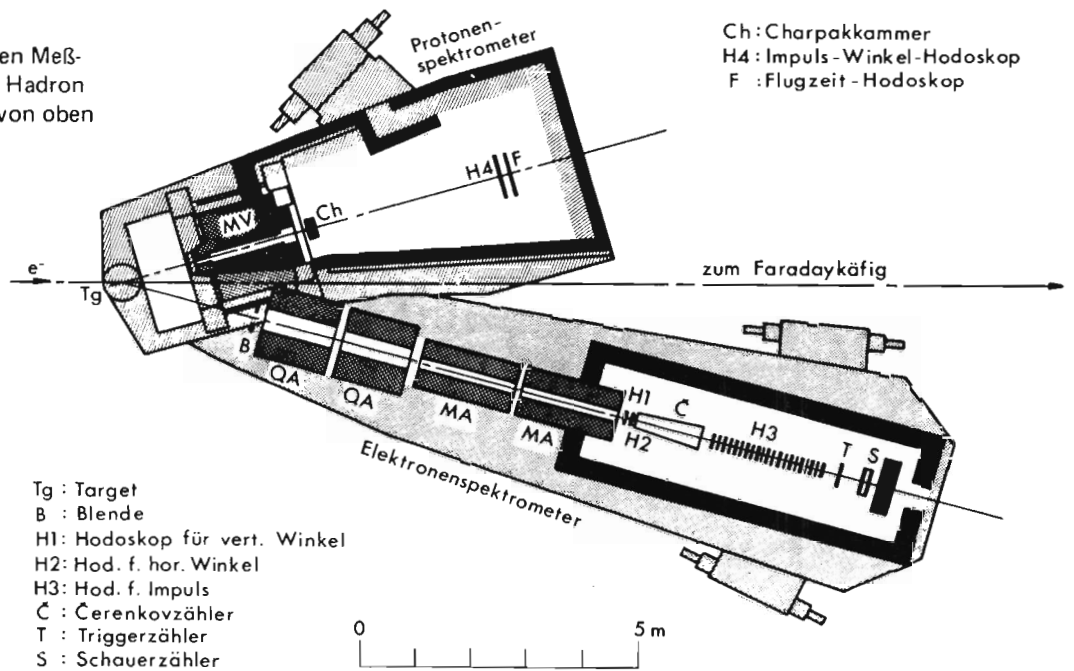 en Meß-
Hadron
von oben
Protonen-
spektrometer
Ch: Charpakkammer
H4: Impuls-Winkel-Hodoskop
F : Flugzeit-Hodoskop
H4 F
Ch
MV
e⁻
Tg
zum Faradaykäfig
B
QA
QA
MA
MA
H1
H2
Č
H3
T
S
Elektronenspektrometer
Tg : Target
B : Blende
H1: Hodoskop für vert. Winkel
H2: Hod. f. hor. Winkel
H3: Hod. f. Impuls
Č : Čerenkovzähler
T : Triggerzähler
S : Schauerzähler
0 5 m